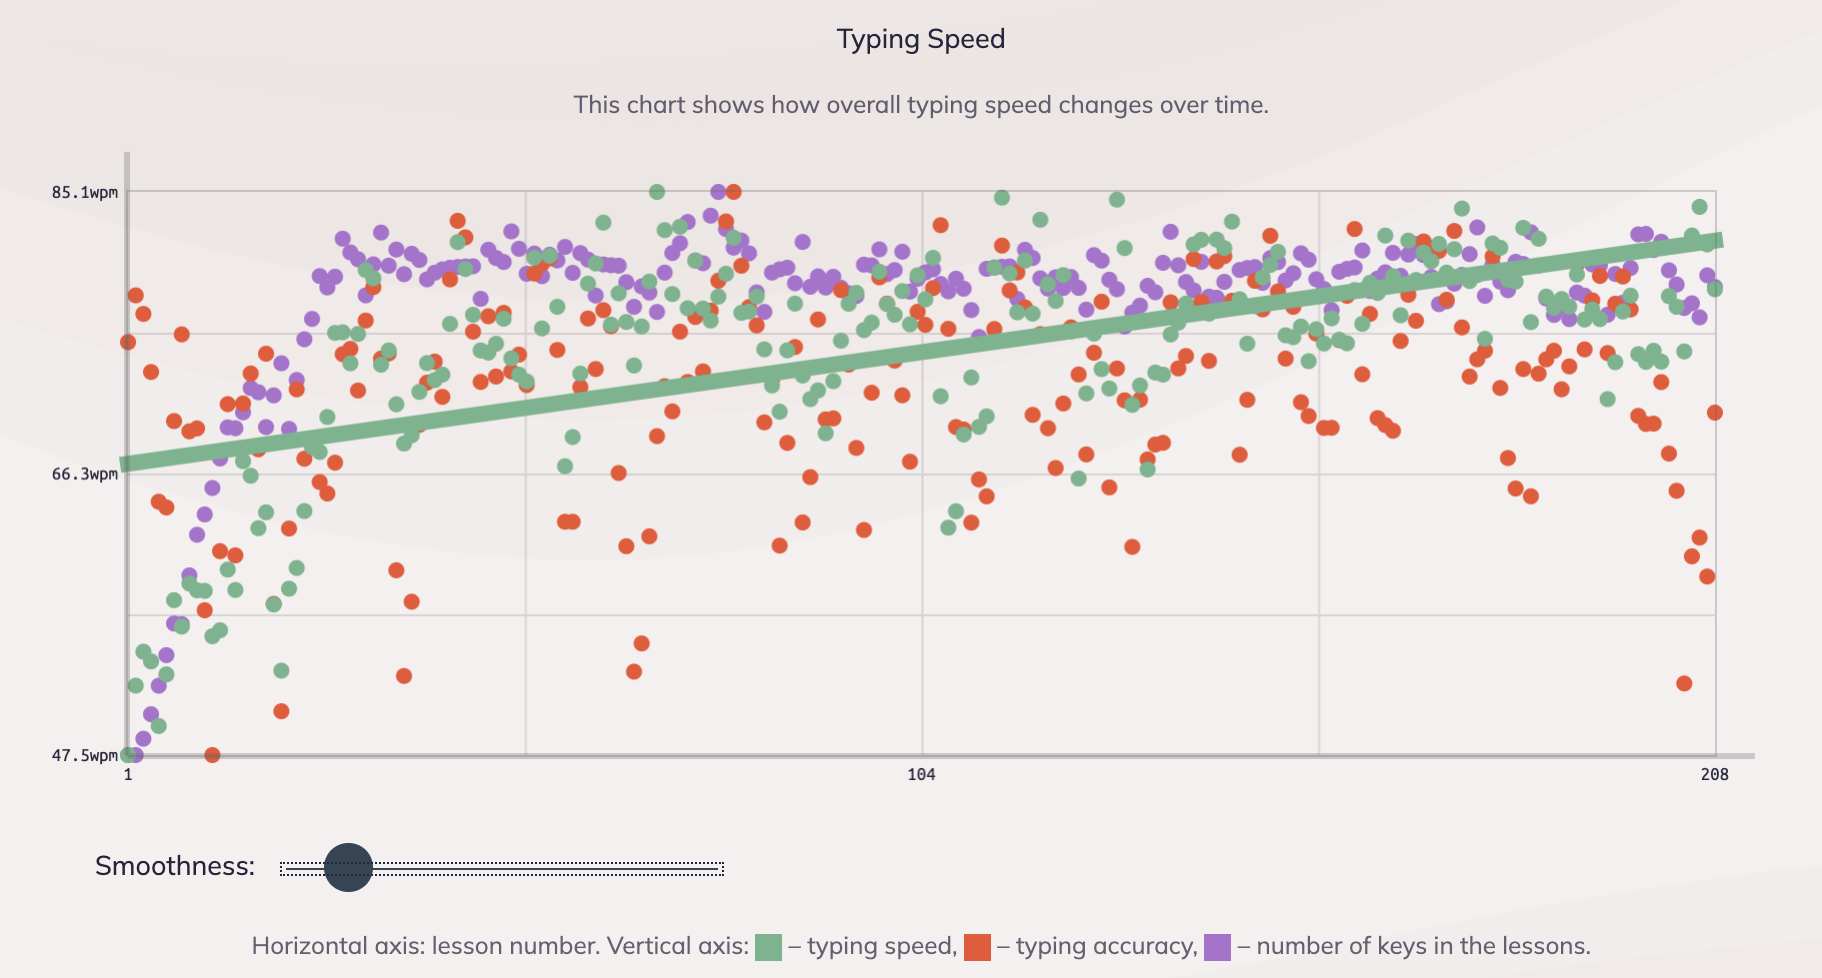 Typing Speed
This chart shows how overall typing speed changes over time.
85.1wpm
66.3wpm
47.5wpm
1 104 208
Smoothness:
Horizontal axis: lesson number. Vertical axis: – typing speed, – typing accuracy, – number of keys in the lessons.